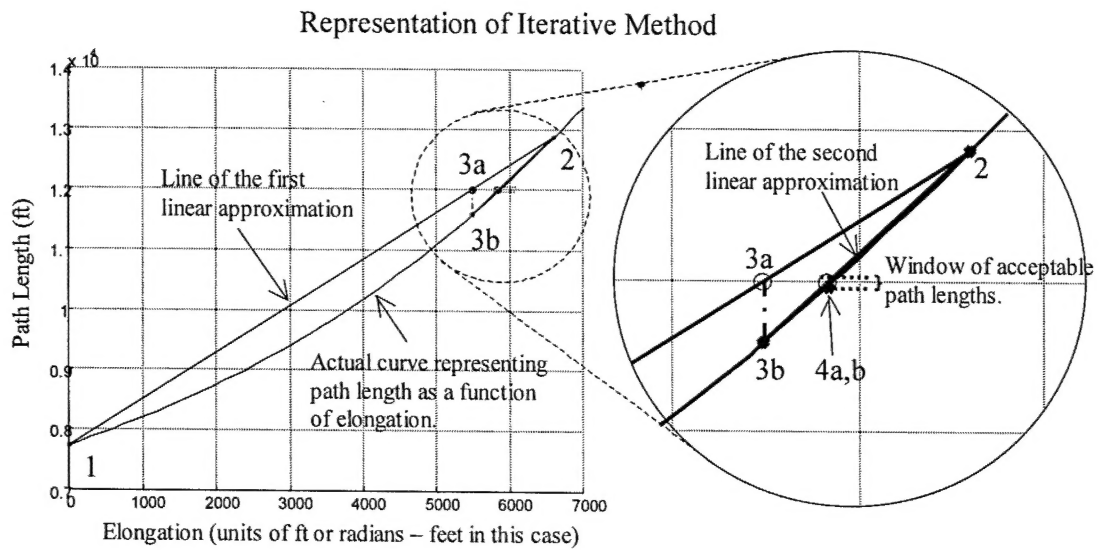 Representation of Iterative Method
x 10^4
1.4
1.3
1.2
1.1
1
0.9
0.8
0.7
Path Length (ft)
0
1000
2000
3000
4000
5000
6000
7000
Elongation (units of ft or radians – feet in this case)
Line of the first
linear approximation
Actual curve representing
path length as a function
of elongation.
1
2
3a
3b
Line of the second
linear approximation
2
3a
3b
4a,b
Window of acceptable
path lengths.